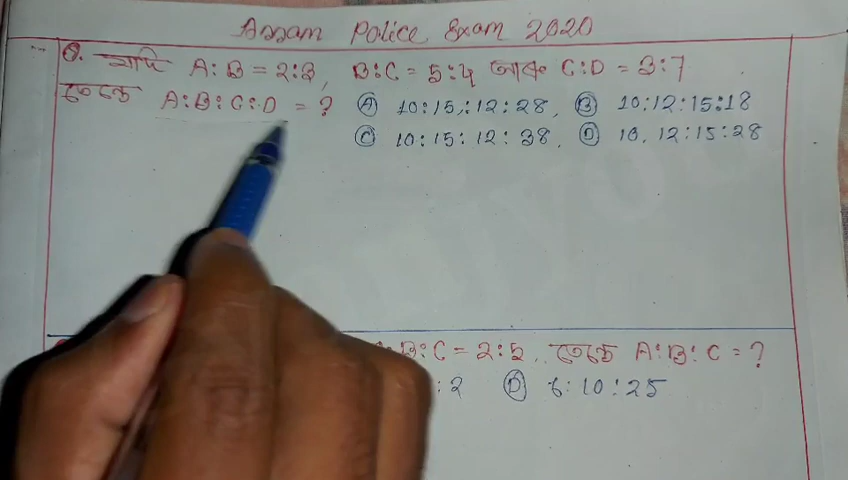 Assam Police Exam 2020
Q. যদি A:B = 2:3, B:C = 5:4 আৰু C:D = 3:7
তেন্তে A:B:C:D = ? Ⓐ 10:15:12:28, Ⓑ 10:12:15:18
Ⓒ 10:15:12:38, Ⓓ 10.12:15:28
B:C = 2:5, তেন্তে A:B:C = ?
:2 Ⓓ 6:10:25